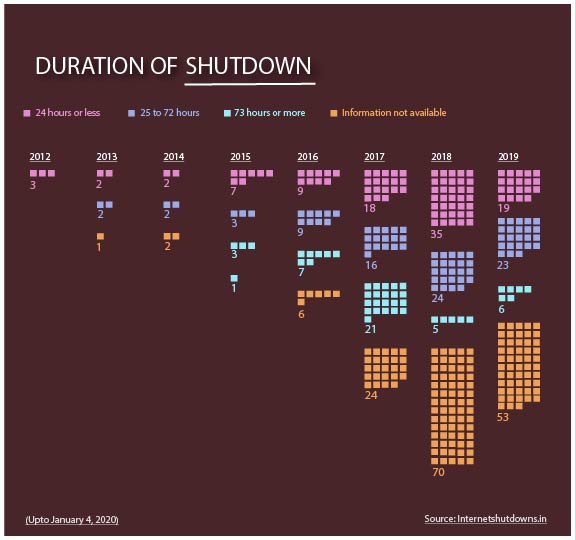 DURATION OF SHUTDOWN
24 hours or less 25 to 72 hours 73 hours or more Information not available
2012 2013 2014 2015 2016 2017 2018 2019
3 2 2 7 9 18 35 19
2 2 3 9 16 24 23
1 2 3 7 21 5 6
1 6 24 70 53
(Upto January 4, 2020) Source: Internetshutdowns.in